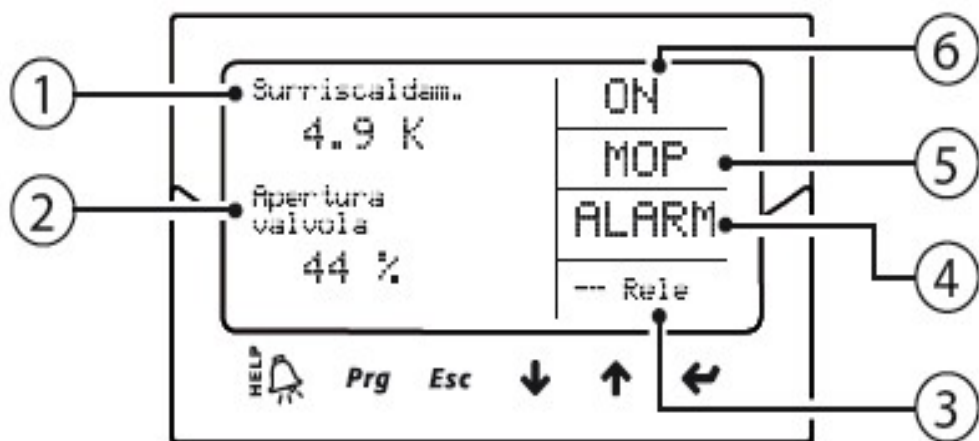 1
Surriscaldam.
4.9 K
2
Apertura
valvola
44 %
ON
MOP
ALARM
--- Rele
6
5
4
3
HELP
Prg
Esc